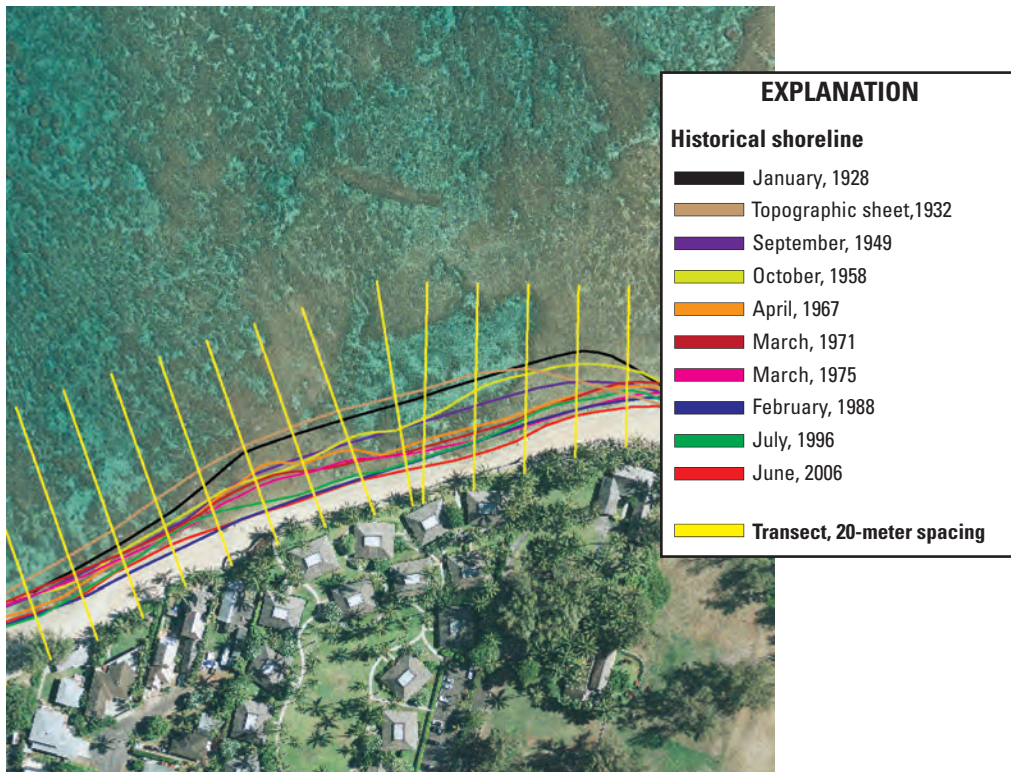 EXPLANATION
Historical shoreline
January, 1928
Topographic sheet,1932
September, 1949
October, 1958
April, 1967
March, 1971
March, 1975
February, 1988
July, 1996
June, 2006
Transect, 20-meter spacing